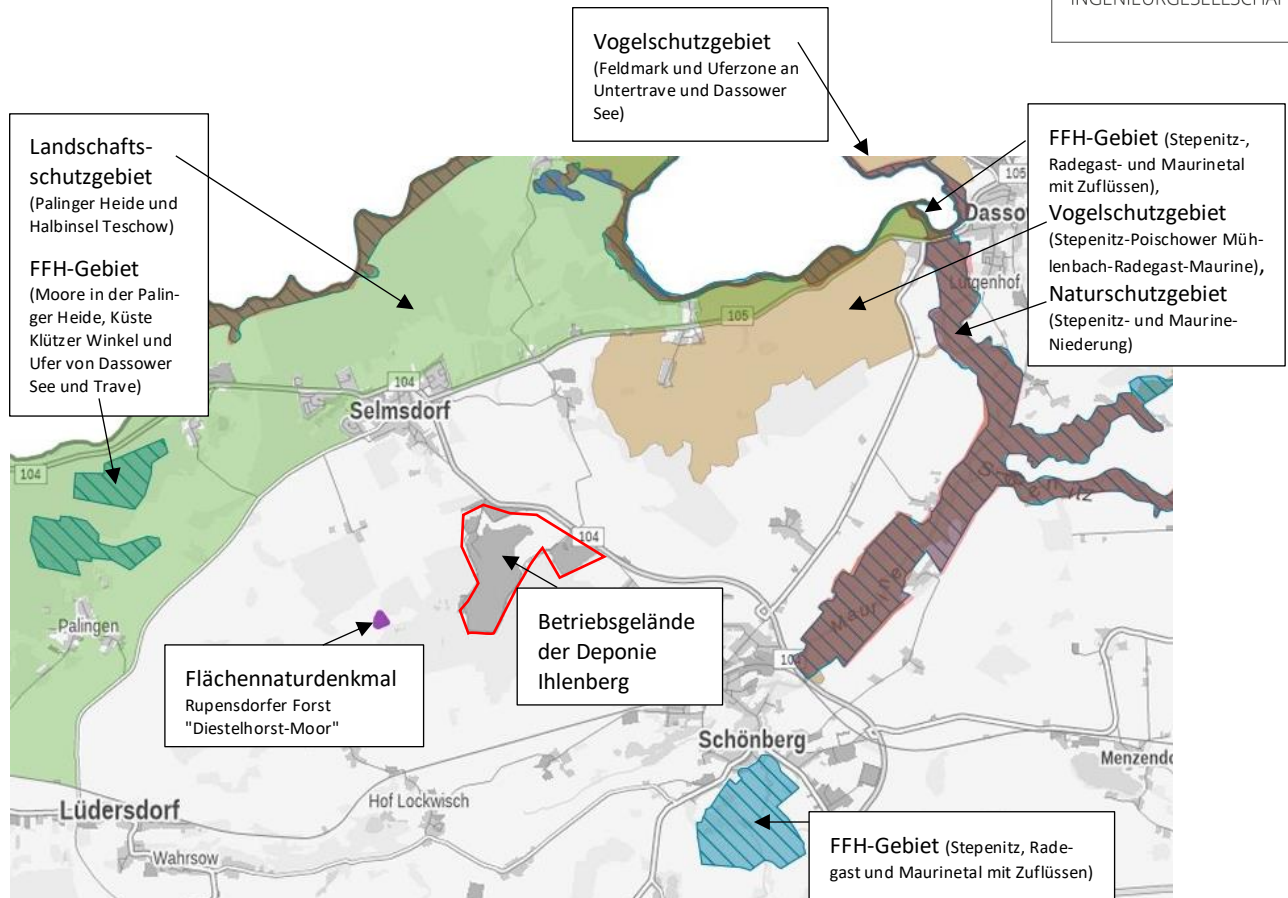 INGENIEURGESELLSCHAF
Vogelschutzgebiet
(Feldmark und Uferzone an
Untertrave und Dassower
See)
Landschafts-
schutzgebiet
(Palinger Heide und
Halbinsel Teschow)
FFH-Gebiet
(Moore in der Palin-
ger Heide, Küste
Klützer Winkel und
Ufer von Dassower
See und Trave)
FFH-Gebiet (Stepenitz-,
Radegast- und Maurinetal
mit Zuflüssen),
Vogelschutzgebiet
(Stepenitz-Poischower Müh-
lenbach-Radegast-Maurine),
Naturschutzgebiet
(Stepenitz- und Maurine-
Niederung)
105
105
Dassow
Lütgenhof
104
Selmsdorf
104
104
Stepenitz
Maurine
104
Palingen
Betriebsgelände
der Deponie
Ihlenberg
Flächennaturdenkmal
Rupensdorfer Forst
"Diestelhorst-Moor"
Schönberg
Menzendo
Lüdersdorf
Hof Lockwisch
Wahrsow
FFH-Gebiet (Stepenitz, Rade-
gast und Maurinetal mit Zuflüssen)